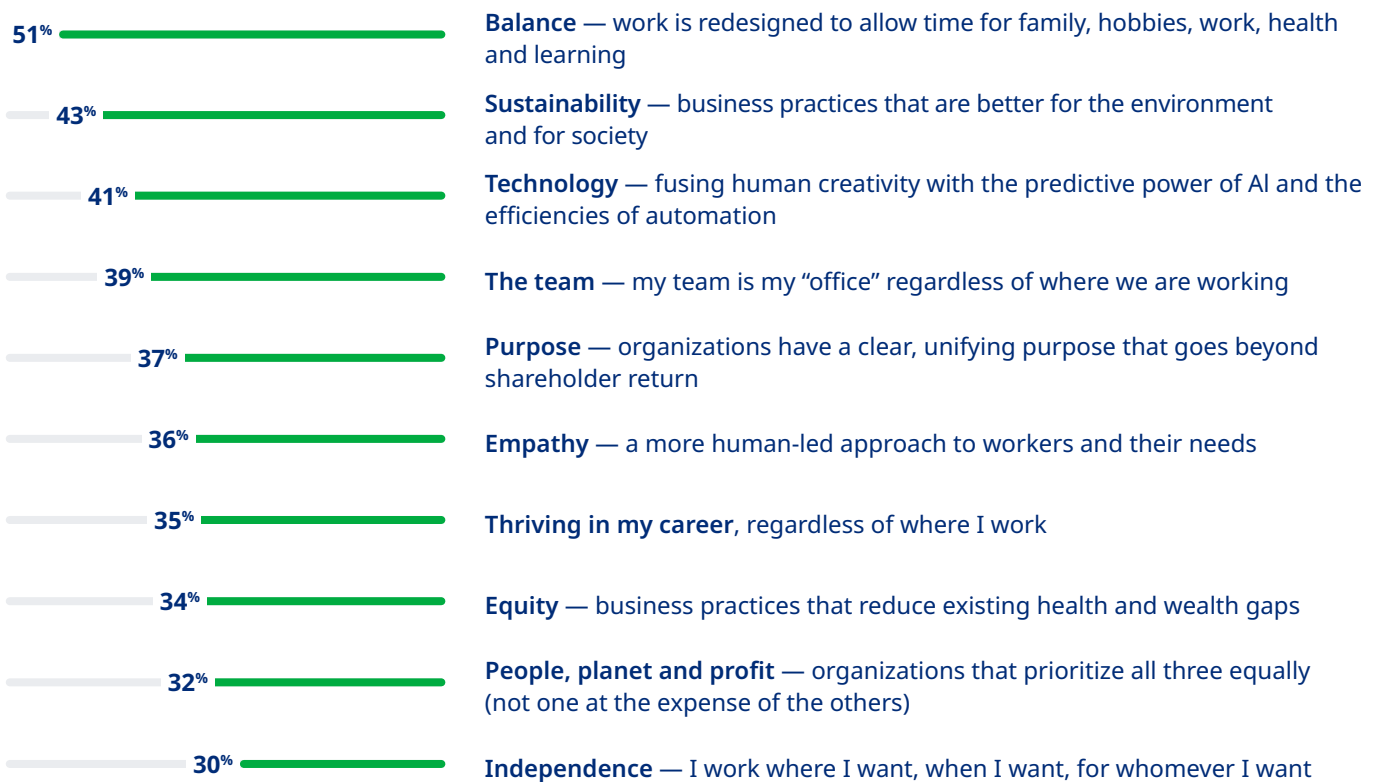 51% Balance — work is redesigned to allow time for family, hobbies, work, health
and learning
43% Sustainability — business practices that are better for the environment
and for society
41% Technology — fusing human creativity with the predictive power of AI and the
efficiencies of automation
39% The team — my team is my “office” regardless of where we are working
37% Purpose — organizations have a clear, unifying purpose that goes beyond
shareholder return
36% Empathy — a more human-led approach to workers and their needs
35% Thriving in my career, regardless of where I work
34% Equity — business practices that reduce existing health and wealth gaps
32% People, planet and profit — organizations that prioritize all three equally
(not one at the expense of the others)
30% Independence — I work where I want, when I want, for whomever I want